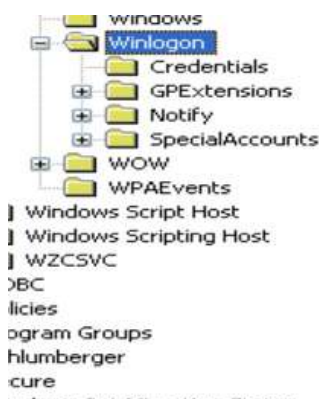 Windows
Winlogon
Credentials
GPExtensions
Notify
SpecialAccounts
WOW
WPAEvents
Windows Script Host
Windows Scripting Host
WZCSVC
DBC
licies
ogram Groups
hlumberger
cure